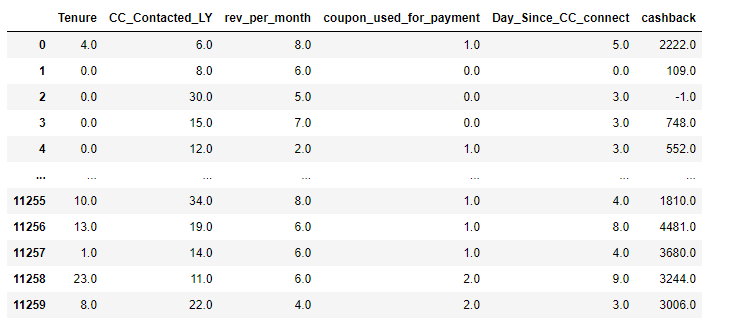 Tenure CC_Contacted_LY rev_per_month coupon_used_for_payment Day_Since_CC_connect cashback
0 4.0 6.0 8.0 1.0 5.0 2222.0
1 0.0 8.0 6.0 0.0 0.0 109.0
2 0.0 30.0 5.0 0.0 3.0 -1.0
3 0.0 15.0 7.0 0.0 3.0 748.0
4 0.0 12.0 2.0 1.0 3.0 552.0
... ... ... ... ... ... ...
11255 10.0 34.0 8.0 1.0 4.0 1810.0
11256 13.0 19.0 6.0 1.0 8.0 4481.0
11257 1.0 14.0 6.0 1.0 4.0 3680.0
11258 23.0 11.0 6.0 2.0 9.0 3244.0
11259 8.0 22.0 4.0 2.0 3.0 3006.0